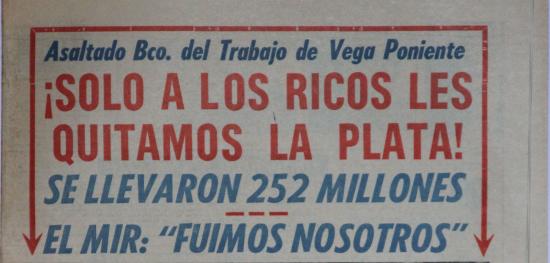 Asaltado Bco. del Trabajo de Vega Poniente
¡SOLO A LOS RICOS LES
QUITAMOS LA PLATA!
SE LLEVARON 252 MILLONES
EL MIR: "FUIMOS NOSOTROS"